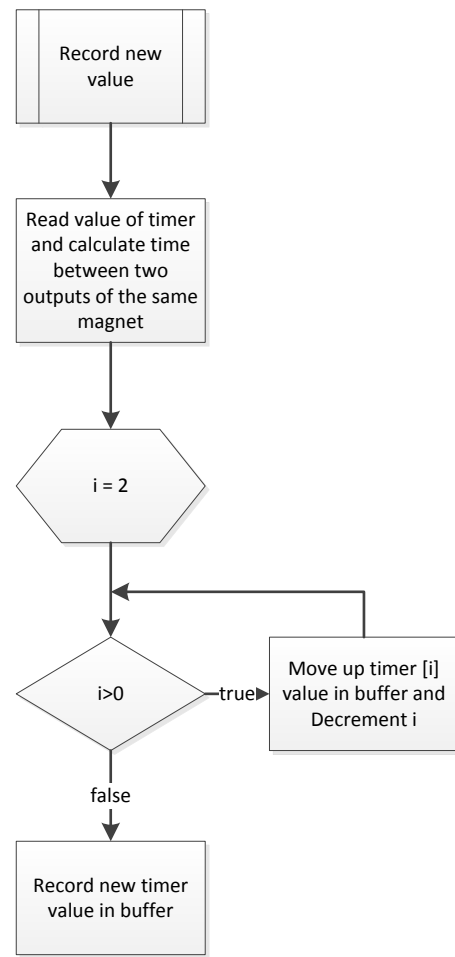 Record new
value
Read value of timer
and calculate time
between two
outputs of the same
magnet
i = 2
i>0
true
Move up timer [i]
value in buffer and
Decrement i
false
Record new timer
value in buffer